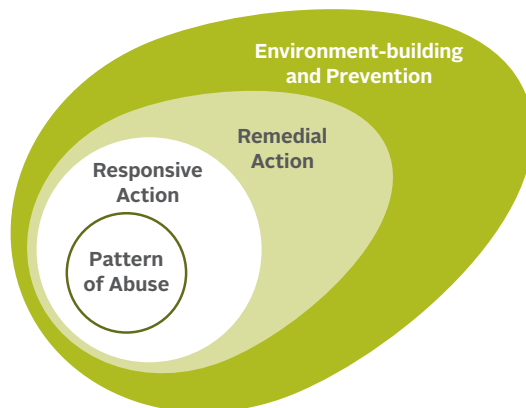 Environment-building
and Prevention
Remedial
Action
Responsive
Action
Pattern
of Abuse